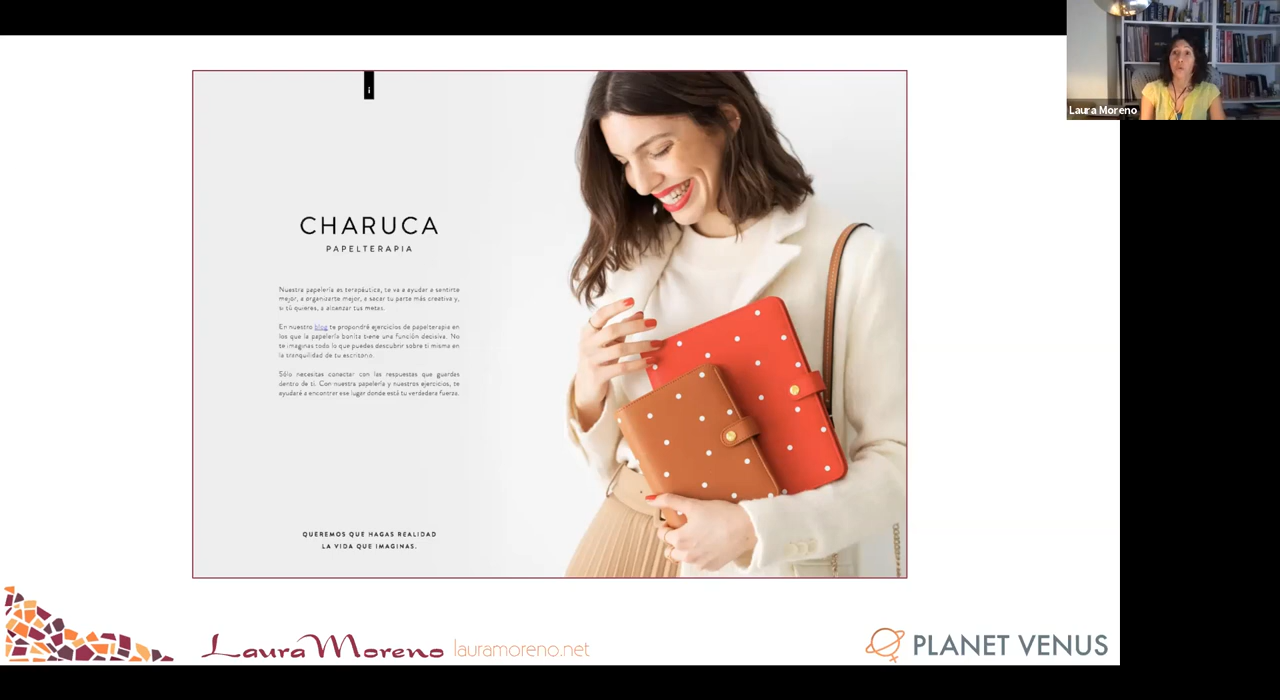 Laura Moreno
CHARUCA
PAPELTERAPIA
Nuestra papelería es terapéutica, te va a ayudar a sentirte
mejor, a organizarte mejor, a sacar tu parte más creativa y,
si tú quieres, a alcanzar tus metas.
En nuestro blog te propondré ejercicios de papelterapia en
los que la papelería bonita tiene una función decisiva. No
te imaginas todo lo que puedes descubrir sobre ti misma en
la tranquilidad de tu escritorio.
Sólo necesitas conectar con las respuestas que guardas
dentro de ti. Con nuestra papelería y nuestros ejercicios, te
ayudaré a encontrar ese lugar donde está tu verdadera fuerza.
QUEREMOS QUE HAGAS REALIDAD
LA VIDA QUE IMAGINAS.
Laura Moreno lauramoreno.net
PLANET VENUS